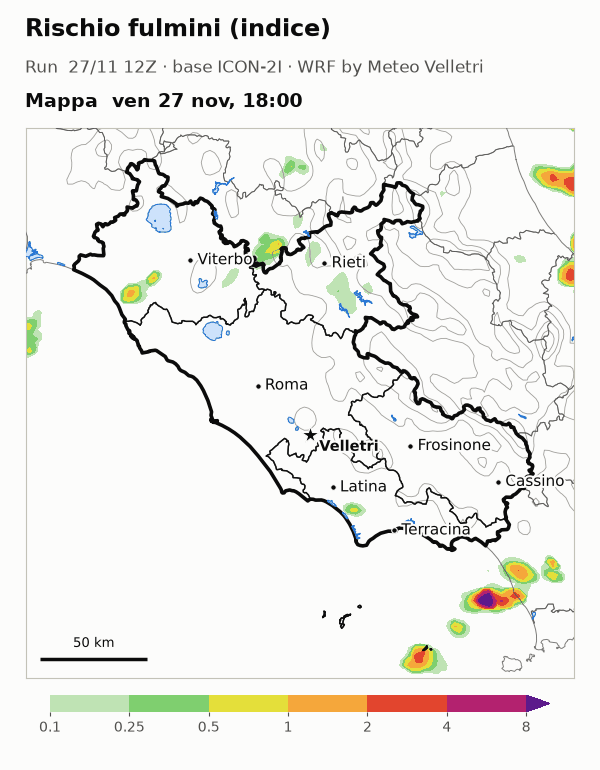 Rischio fulmini (indice)
Run  27/11 12Z · base ICON-2I · WRF by Meteo Velletri
Mappa  ven 27 nov, 18:00
Viterbo
Rieti
Roma
Velletri
Frosinone
Cassino
Latina
Terracina
50 km
0.1 0.25 0.5 1 2 4 8